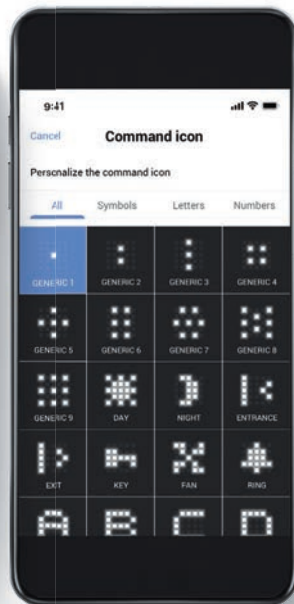 9:41
Cancel Command icon
Personalize the command icon
All Symbols Letters Numbers
GENERIC 1 GENERIC 2 GENERIC 3 GENERIC 4
GENERIC 5 GENERIC 6 GENERIC 7 GENERIC 8
GENERIC 9 DAY NIGHT ENTRANCE
EXIT KEY FAN RING
A B C D